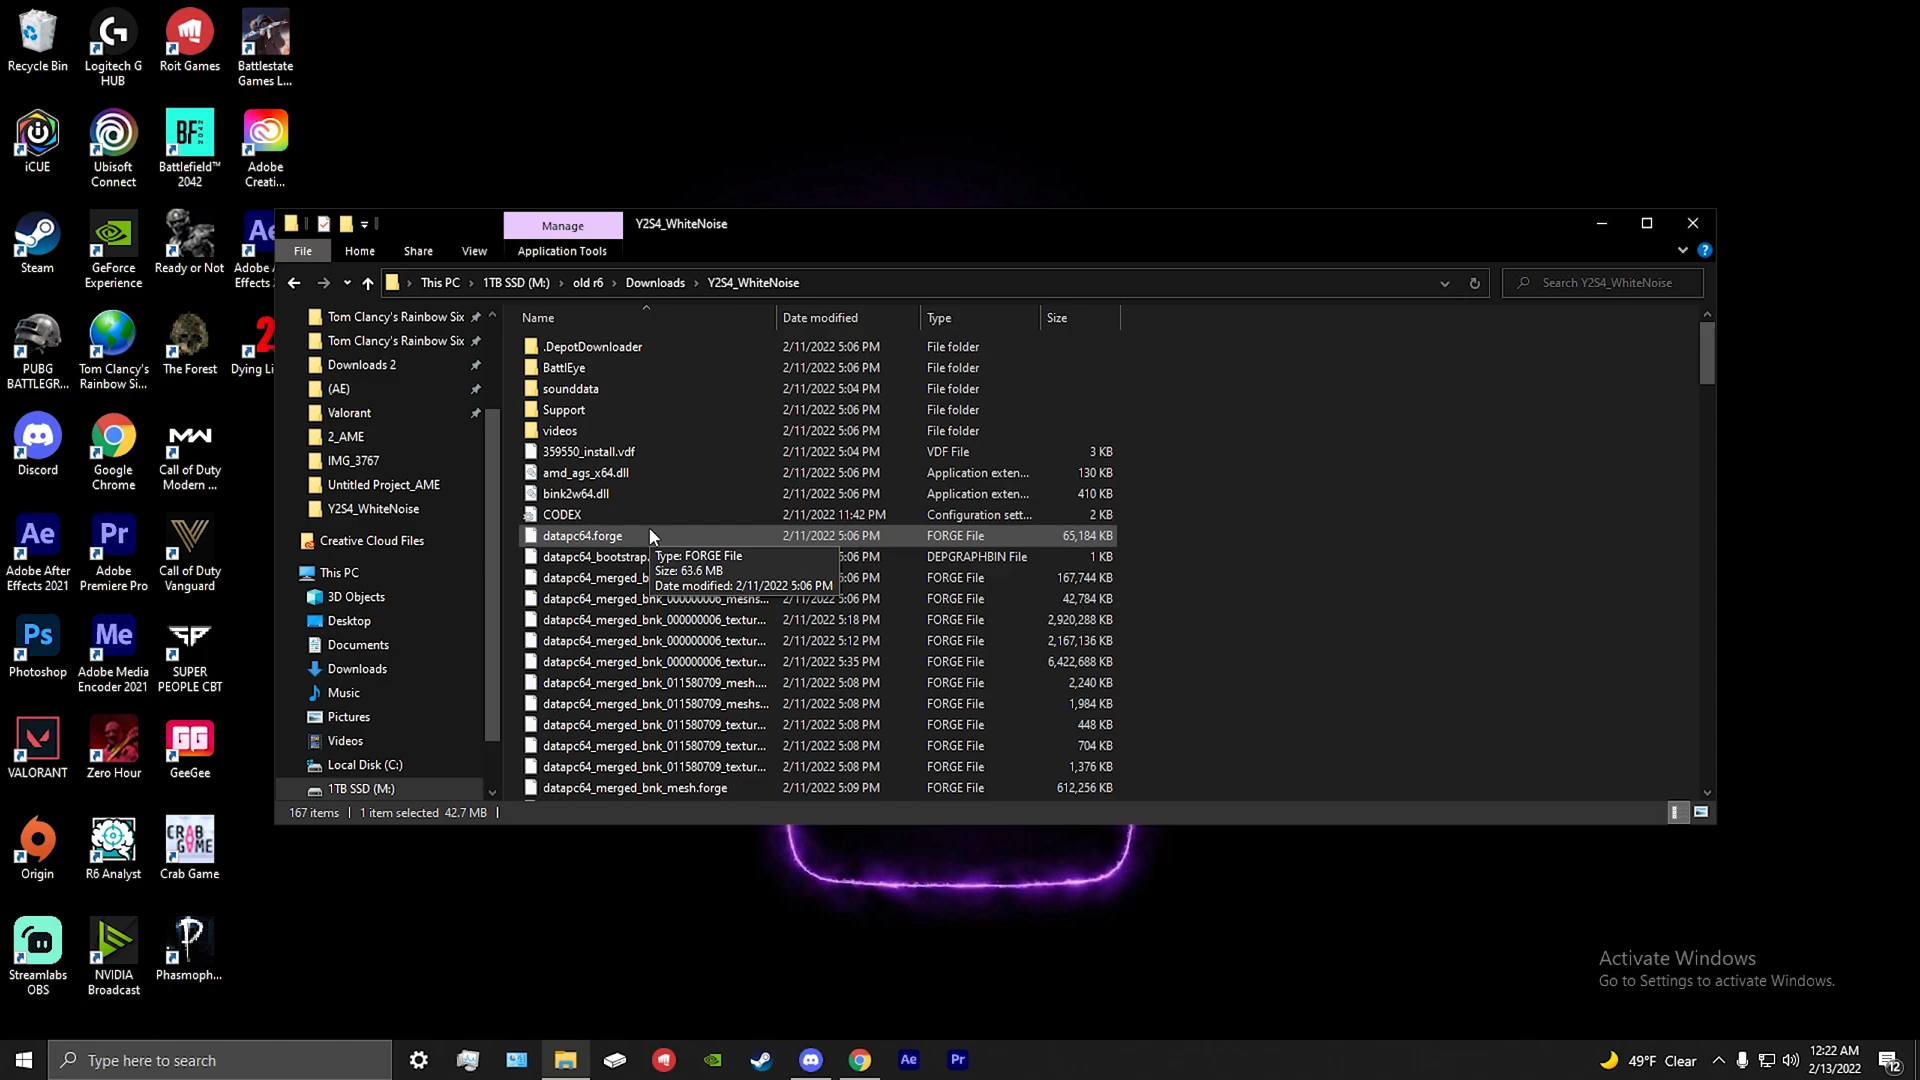 Recycle Bin
Logitech G
HUB
Roit Games
Battlestate
Games L...
iCUE
Ubisoft
Connect
BF
2042
Battlefield™
2042
Adobe
Creati...
Steam
GeForce
Experience
Ready or Not
Ae
Adobe A
Effects 2
PUBG
BATTLEGR...
Tom Clancy's
Rainbow Si...
The Forest
2
Dying Li
Discord
Google
Chrome
MW
Call of Duty
Modern ...
Ae
Adobe After
Effects 2021
Pr
Adobe
Premiere Pro
V
Call of Duty
Vanguard
Ps
Photoshop
Me
Adobe Media
Encoder 2021
SUPER
PEOPLE CBT
VALORANT
Zero Hour
GG
GeeGee
Origin
R6 Analyst
CRAB
GAME
Crab Game
Streamlabs
OBS
NVIDIA
Broadcast
P
Phasmoph...
Manage
Y2S4_WhiteNoise
File
Home
Share
View
Application Tools
This PC
1TB SSD (M:)
old r6
Downloads
Y2S4_WhiteNoise
Search Y2S4_WhiteNoise
Tom Clancy's Rainbow Six
Tom Clancy's Rainbow Six
Downloads 2
(AE)
Valorant
2_AME
IMG_3767
Untitled Project_AME
Y2S4_WhiteNoise
Creative Cloud Files
This PC
3D Objects
Desktop
Documents
Downloads
Music
Pictures
Videos
Local Disk (C:)
1TB SSD (M:)
Name Date modified Type Size
.DepotDownloader 2/11/2022 5:06 PM File folder
BattlEye 2/11/2022 5:06 PM File folder
sounddata 2/11/2022 5:04 PM File folder
Support 2/11/2022 5:06 PM File folder
videos 2/11/2022 5:06 PM File folder
359550_install.vdf 2/11/2022 5:04 PM VDF File 3 KB
amd_ags_x64.dll 2/11/2022 5:06 PM Application exten... 130 KB
bink2w64.dll 2/11/2022 5:06 PM Application exten... 410 KB
CODEX 2/11/2022 11:42 PM Configuration sett... 2 KB
datapc64.forge 2/11/2022 5:06 PM FORGE File 65,184 KB
datapc64_bootstrap. 5:06 PM DEPGRAPHBIN File 1 KB
datapc64_merged_b 5:06 PM FORGE File 167,744 KB
datapc64_merged_bnk_000000006_meshs... 2/11/2022 5:06 PM FORGE File 42,784 KB
datapc64_merged_bnk_000000006_textur... 2/11/2022 5:18 PM FORGE File 2,920,288 KB
datapc64_merged_bnk_000000006_textur... 2/11/2022 5:12 PM FORGE File 2,167,136 KB
datapc64_merged_bnk_000000006_textur... 2/11/2022 5:35 PM FORGE File 6,422,688 KB
datapc64_merged_bnk_011580709_mesh.... 2/11/2022 5:08 PM FORGE File 2,240 KB
datapc64_merged_bnk_011580709_meshs... 2/11/2022 5:08 PM FORGE File 1,984 KB
datapc64_merged_bnk_011580709_textur... 2/11/2022 5:08 PM FORGE File 448 KB
datapc64_merged_bnk_011580709_textur... 2/11/2022 5:08 PM FORGE File 704 KB
datapc64_merged_bnk_011580709_textur... 2/11/2022 5:08 PM FORGE File 1,376 KB
datapc64_merged_bnk_mesh.forge 2/11/2022 5:09 PM FORGE File 612,256 KB
Type: FORGE File
Size: 63.6 MB
Date modified: 2/11/2022 5:06 PM
167 items 1 item selected 42.7 MB
Activate Windows
Go to Settings to activate Windows.
Type here to search
Ae
Pr
49°F Clear
12:22 AM
2/13/2022
12